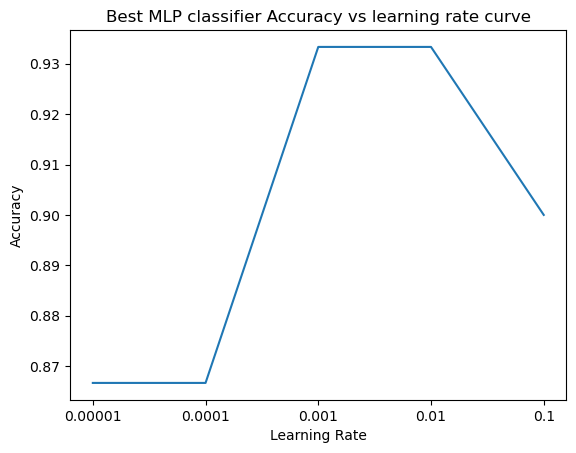 Best MLP classifier Accuracy vs learning rate curve
0.93
0.92
0.91
0.90
0.89
0.88
0.87
Accuracy
0.00001 0.0001 0.001 0.01 0.1
Learning Rate